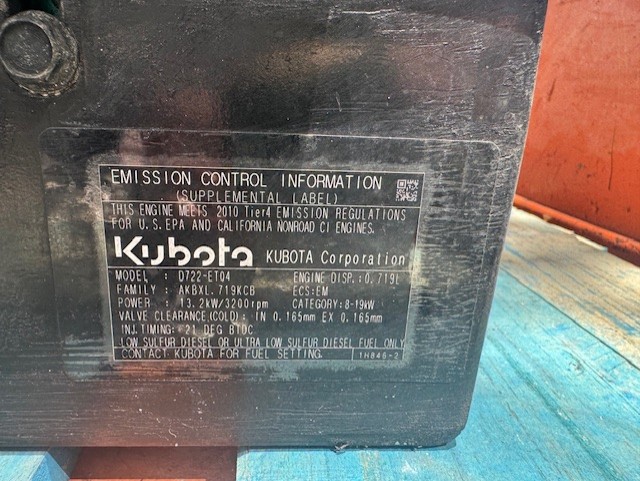 EMISSION CONTROL INFORMATION
(SUPPLEMENTAL LABEL)
THIS ENGINE MEETS 2010 Tier4 EMISSION REGULATIONS
FOR U.S.EPA AND CALIFORNIA NONROAD CI ENGINES.
Kubota KUBOTA Corporation
MODEL : D722-ET04 ENGINE DISP.:0.719L
FAMILY : AKBXL.719KCB ECS:EM
POWER : 13.2kW/3200rpm CATEGORY:8-19kW
VALVE CLEARANCE(COLD): IN 0.165mm EX 0.165mm
INJ.TIMING: 21 DEG BTDC
LOW SULFUR DIESEL OR ULTRA LOW SULFUR DIESEL FUEL ONLY
CONTACT KUBOTA FOR FUEL SETTING. 1H846-2